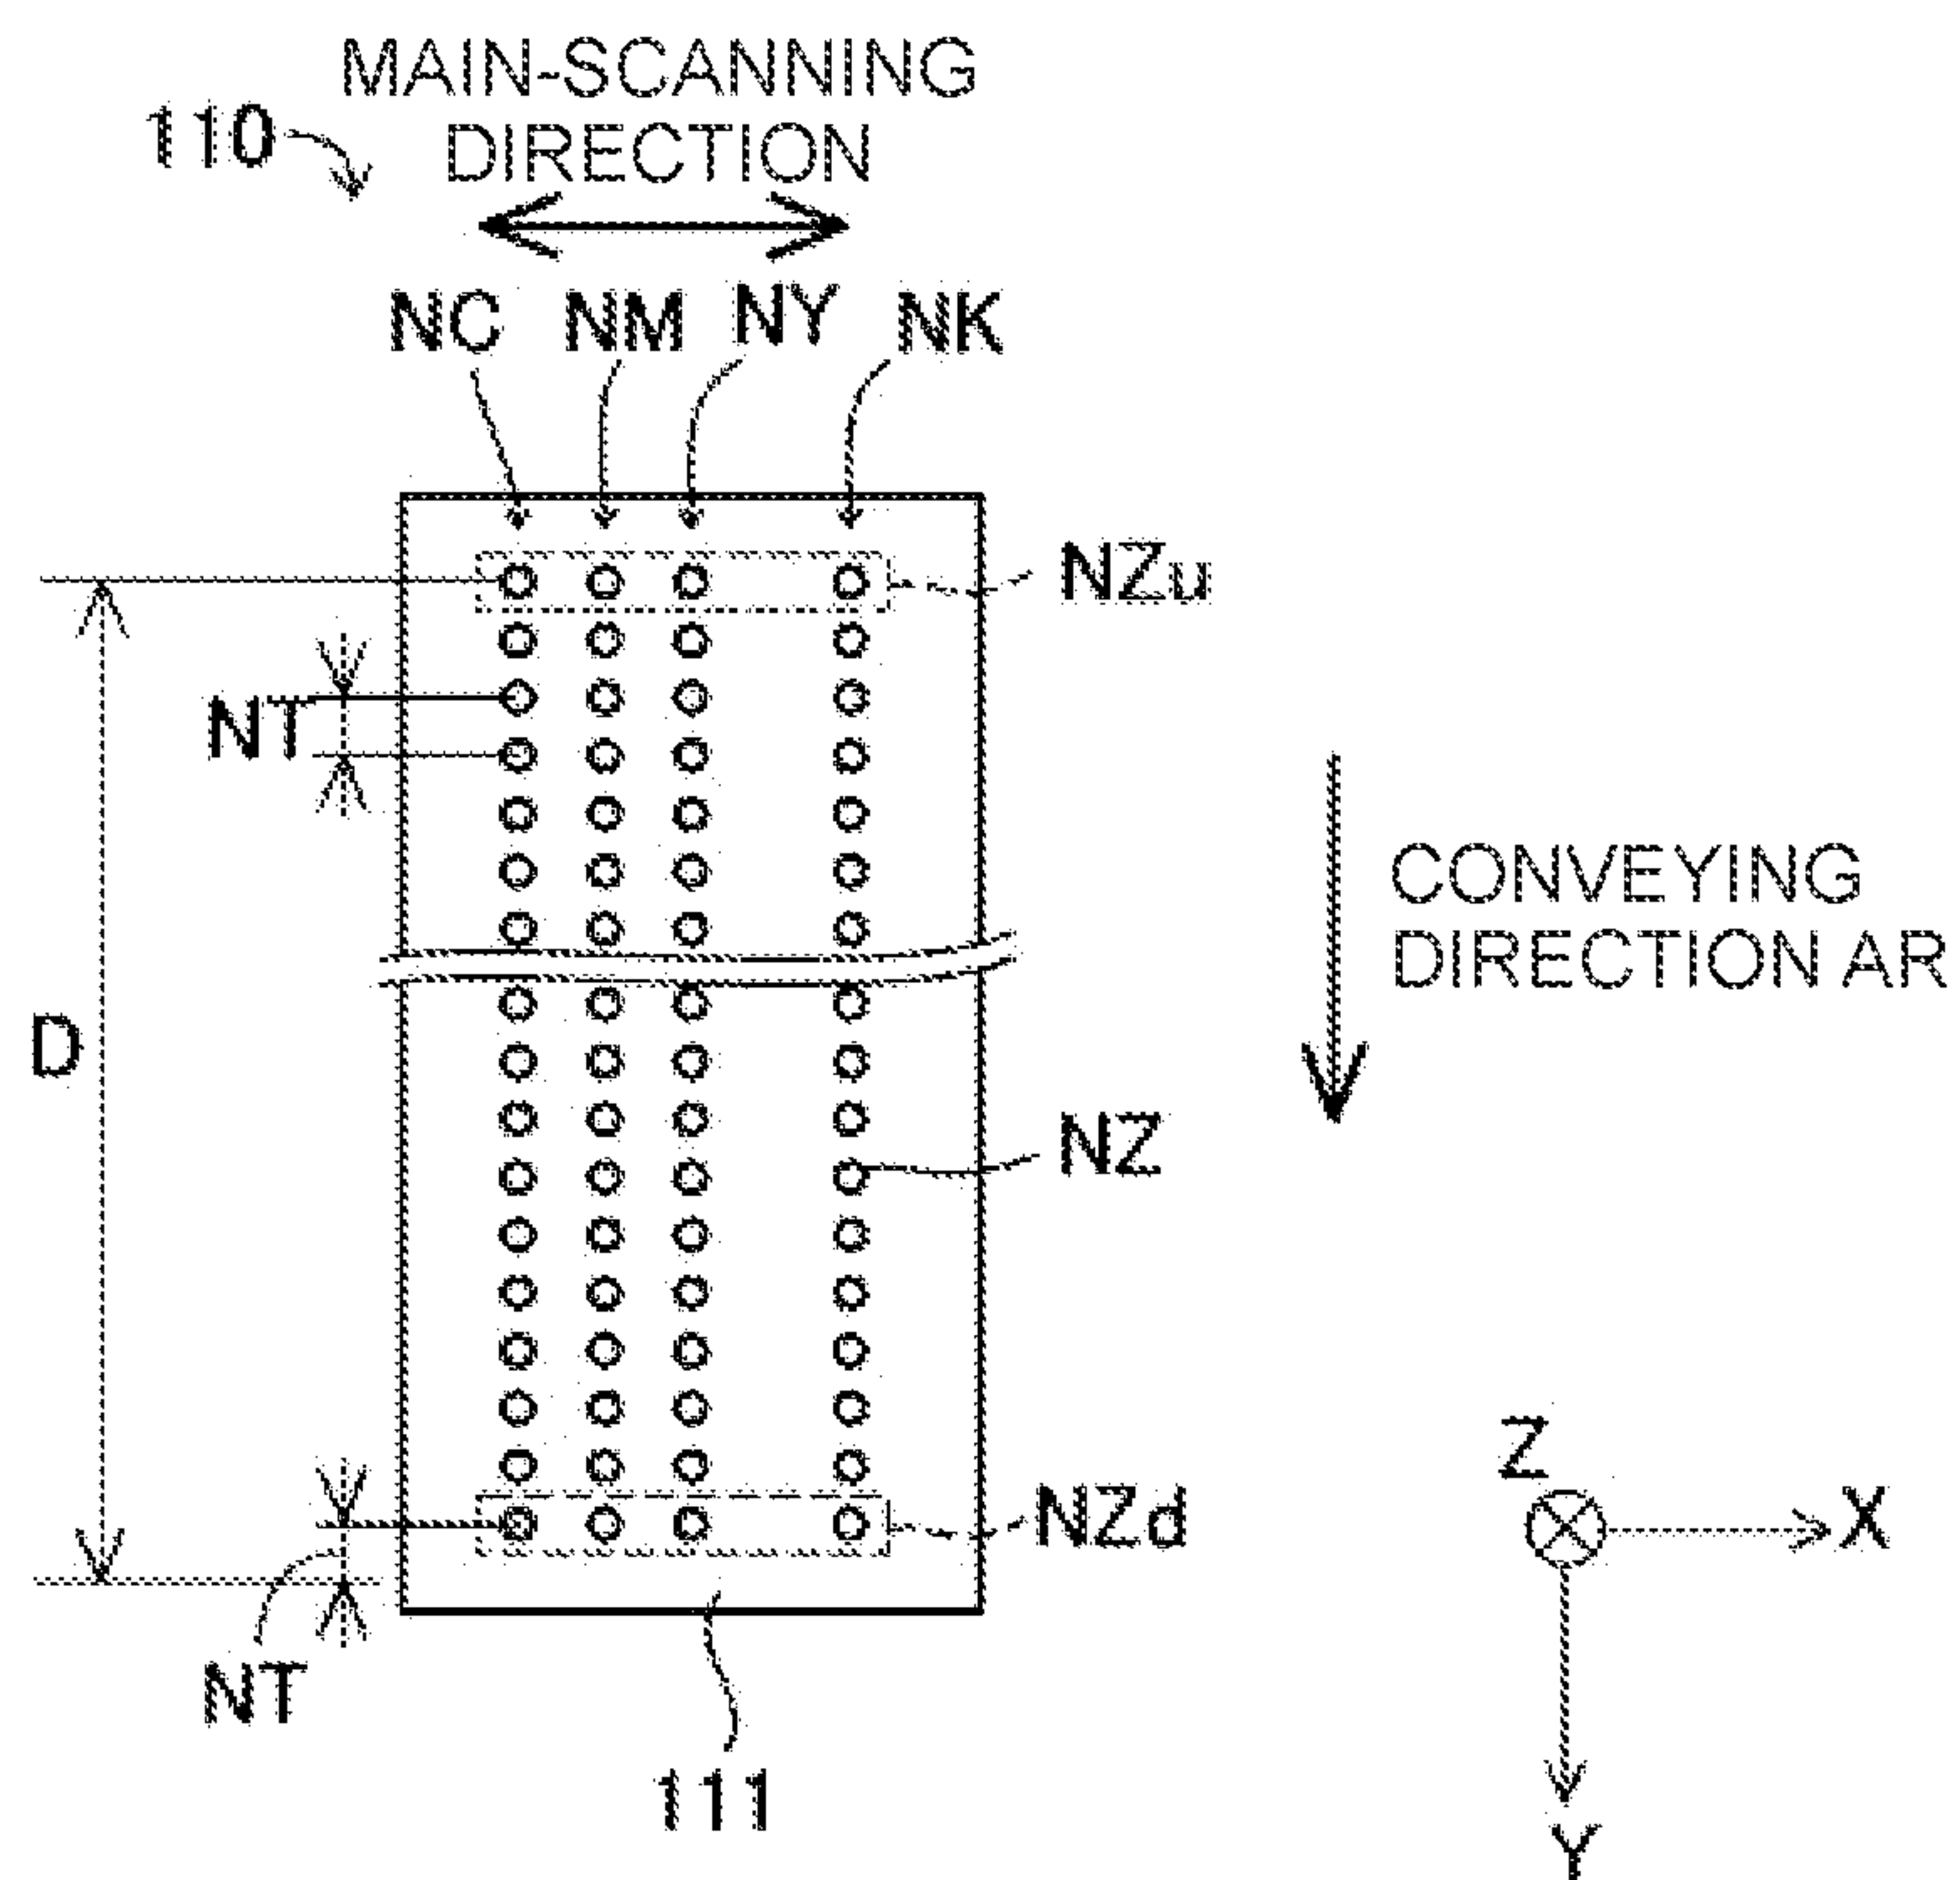 MAIN-SCANNING
DIRECTION
110
NC NM NY NK
NZu
NT
CONVEYING
DIRECTION AR
D
NZ
Z
X
NZd
NT
111
Y